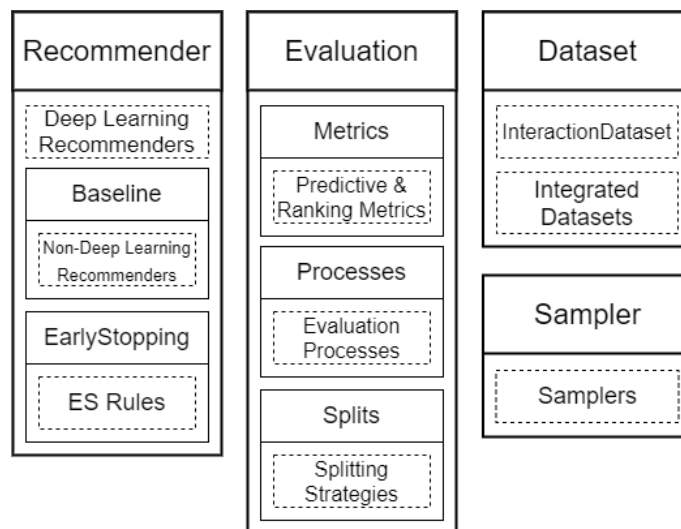 Recommender
Deep Learning
Recommenders
Baseline
Non-Deep Learning
Recommenders
EarlyStopping
ES Rules
Evaluation
Metrics
Predictive &
Ranking Metrics
Processes
Evaluation
Processes
Splits
Splitting
Strategies
Dataset
InteractionDataset
Integrated
Datasets
Sampler
Samplers